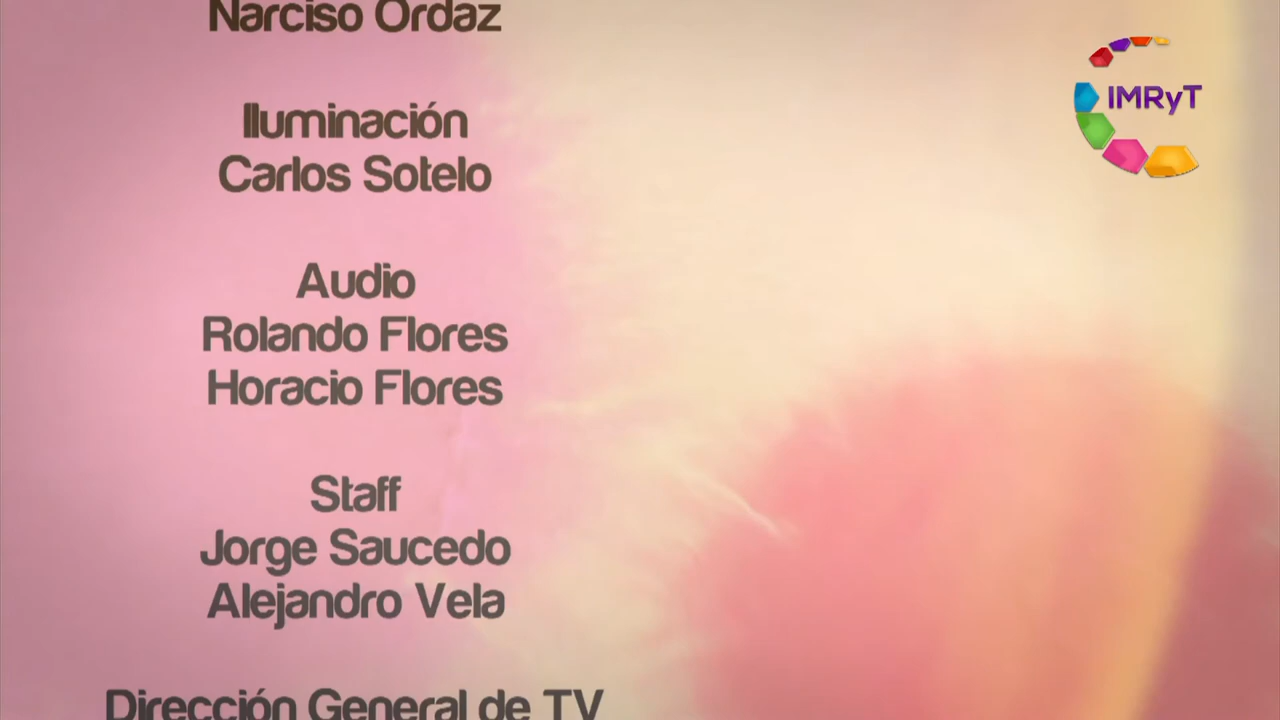 Narciso Ordaz
Iluminación
Carlos Sotelo
Audio
Rolando Flores
Horacio Flores
Staff
Jorge Saucedo
Alejandro Vela
Dirección General de TV
IMRyT